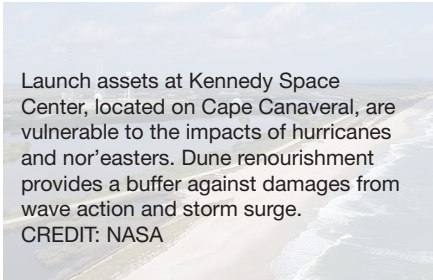 Launch assets at Kennedy Space
Center, located on Cape Canaveral, are
vulnerable to the impacts of hurricanes
and nor’easters. Dune renourishment
provides a buffer against damages from
wave action and storm surge.
CREDIT: NASA